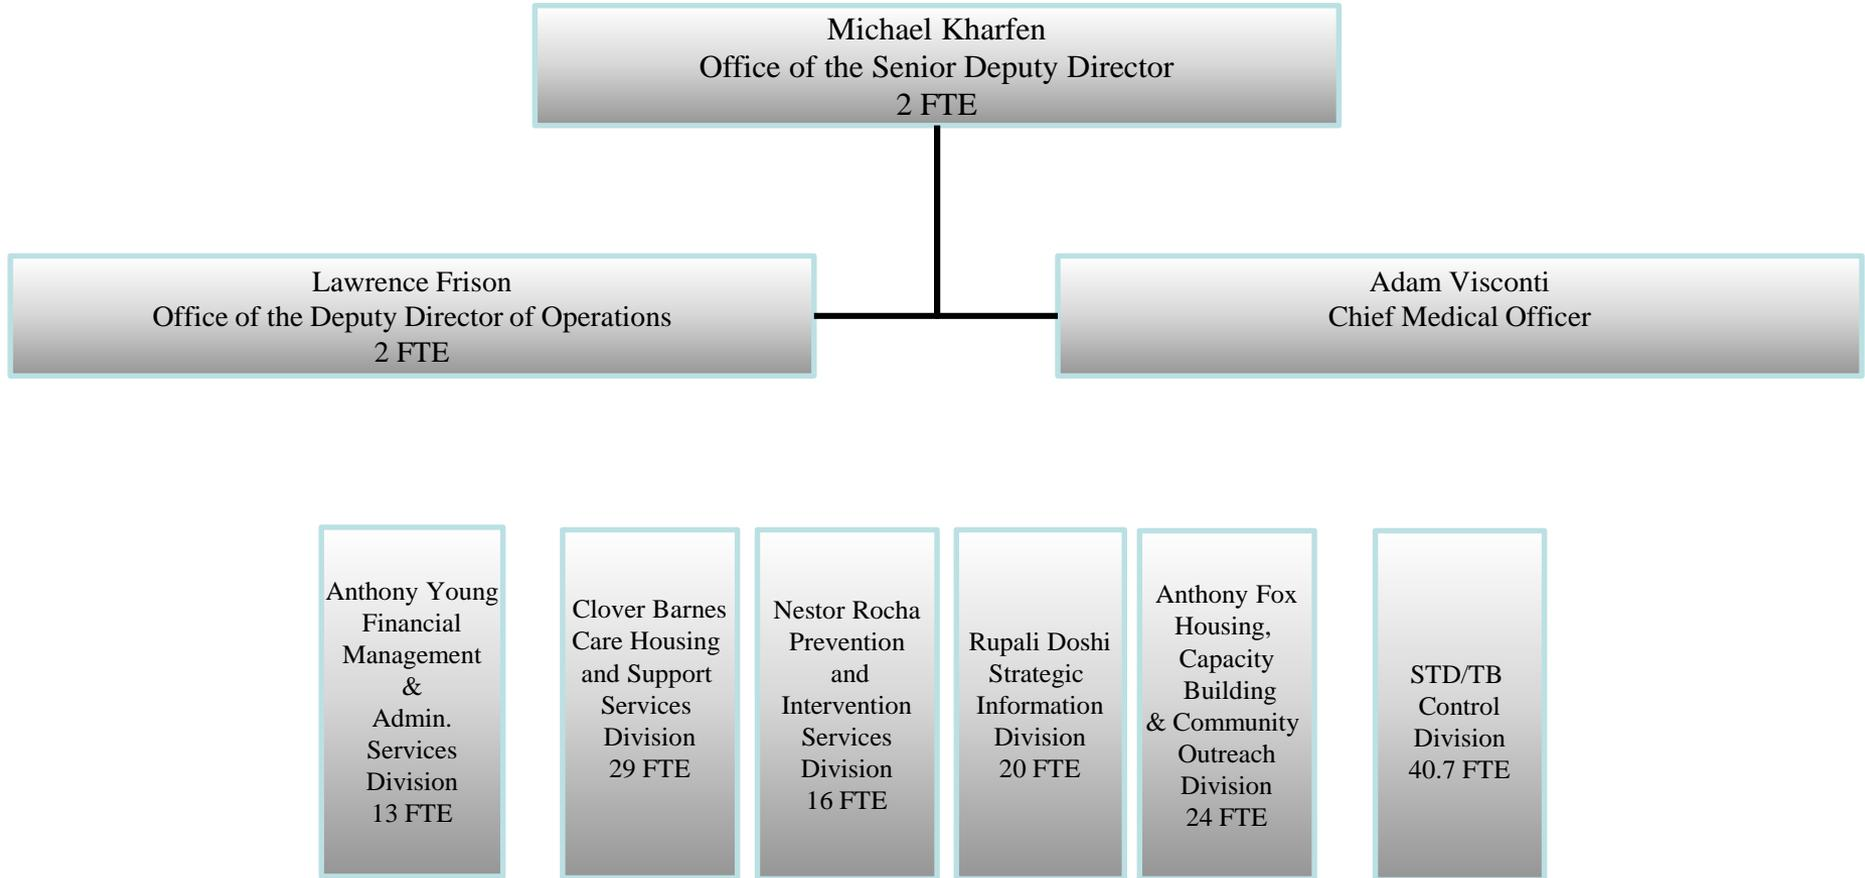 Michael Kharfen
Office of the Senior Deputy Director
2 FTE
Lawrence Frison
Office of the Deputy Director of Operations
2 FTE
Adam Visconti
Chief Medical Officer
Anthony Young
Financial
Management
&
Admin.
Services
Division
13 FTE
Clover Barnes
Care Housing
and Support
Services
Division
29 FTE
Nestor Rocha
Prevention
and
Intervention
Services
Division
16 FTE
Rupali Doshi
Strategic
Information
Division
20 FTE
Anthony Fox
Housing,
Capacity
Building
& Community
Outreach
Division
24 FTE
STD/TB
Control
Division
40.7 FTE